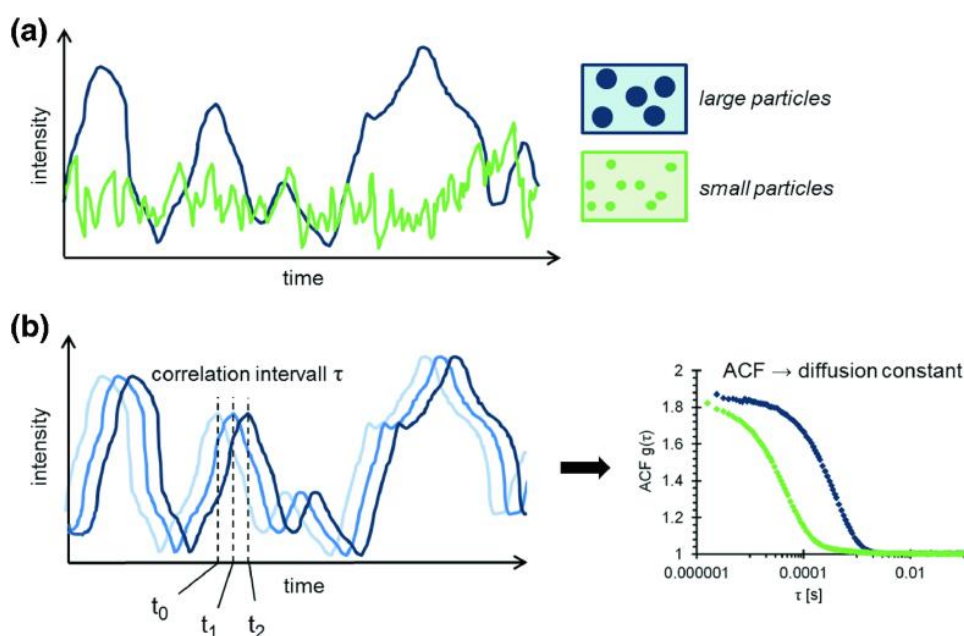 (a)
intensity
time
large particles
small particles
(b)
correlation intervall τ
intensity
time
t0
t1
t2
ACF → diffusion constant
ACF g(τ)
2
1.8
1.6
1.4
1.2
1
0.000001
0.0001
0.01
τ [s]